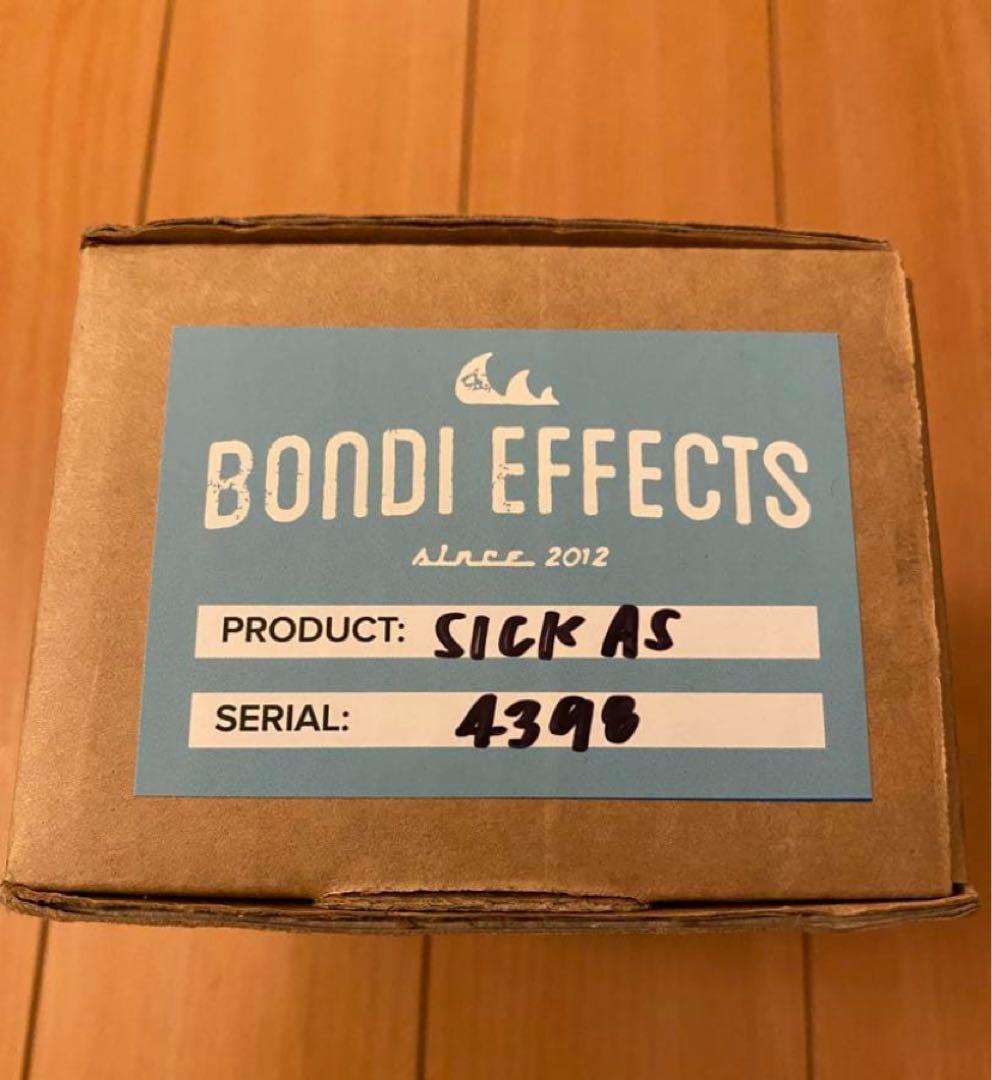 BONDI EFFECTS
since 2012
PRODUCT: SICK AS
SERIAL: 4398